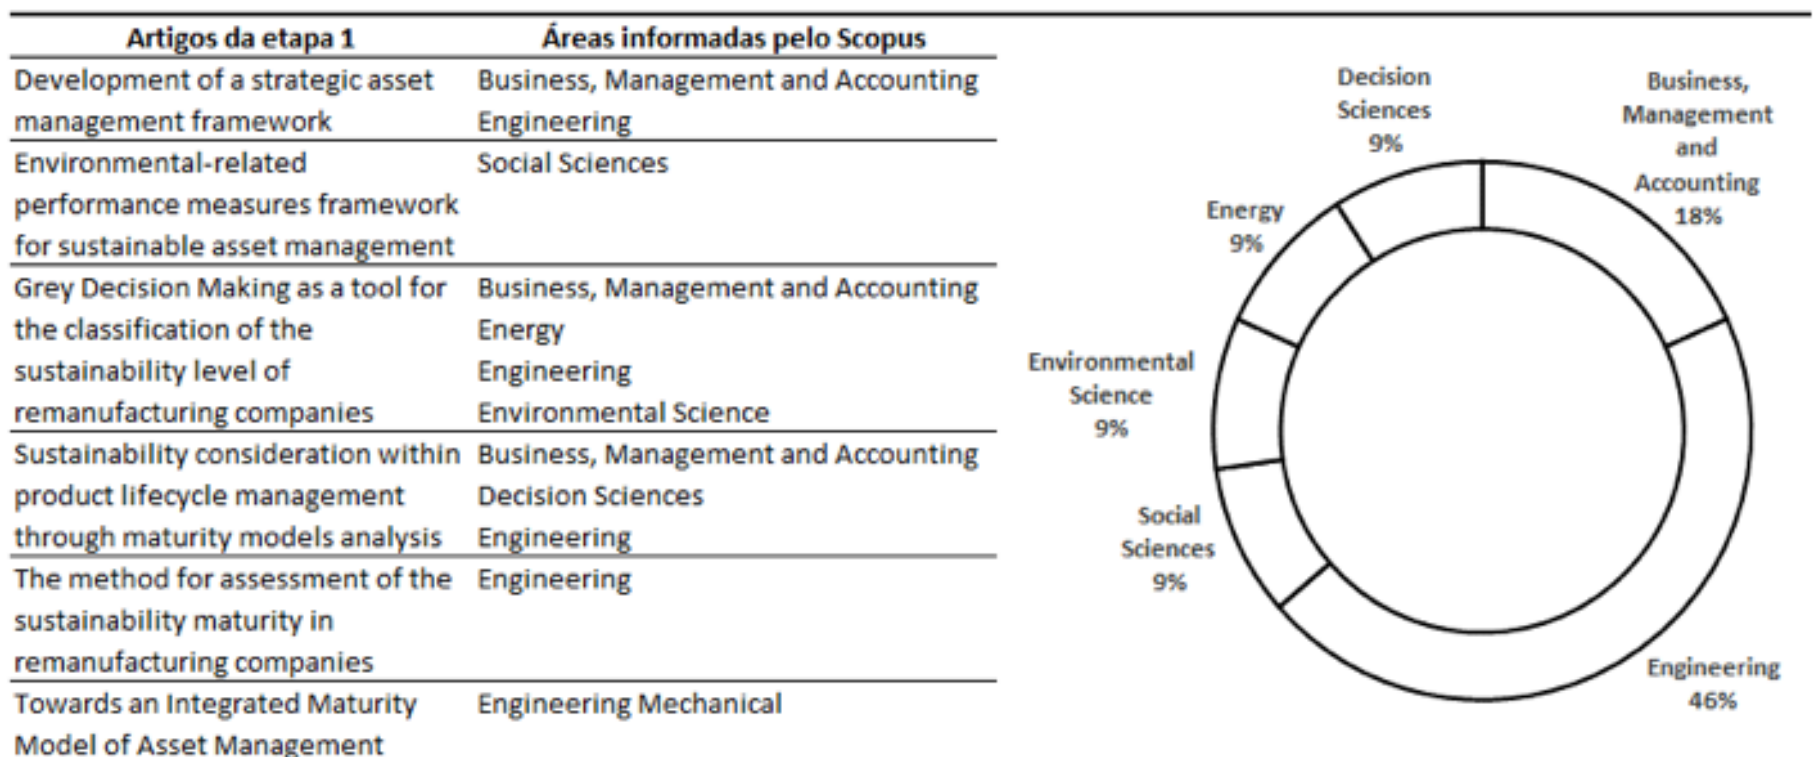 Artigos da etapa 1 Áreas informadas pelo Scopus
Development of a strategic asset Business, Management and Accounting
management framework Engineering
Environmental-related Social Sciences
performance measures framework
for sustainable asset management
Grey Decision Making as a tool for Business, Management and Accounting
the classification of the Energy
sustainability level of Engineering
remanufacturing companies Environmental Science
Sustainability consideration within Business, Management and Accounting
product lifecycle management Decision Sciences
through maturity models analysis Engineering
The method for assessment of the Engineering
sustainability maturity in
remanufacturing companies
Towards an Integrated Maturity Engineering Mechanical
Model of Asset Management
Decision
Sciences
9%
Business,
Management
and
Accounting
18%
Energy
9%
Environmental
Science
9%
Social
Sciences
9%
Engineering
46%